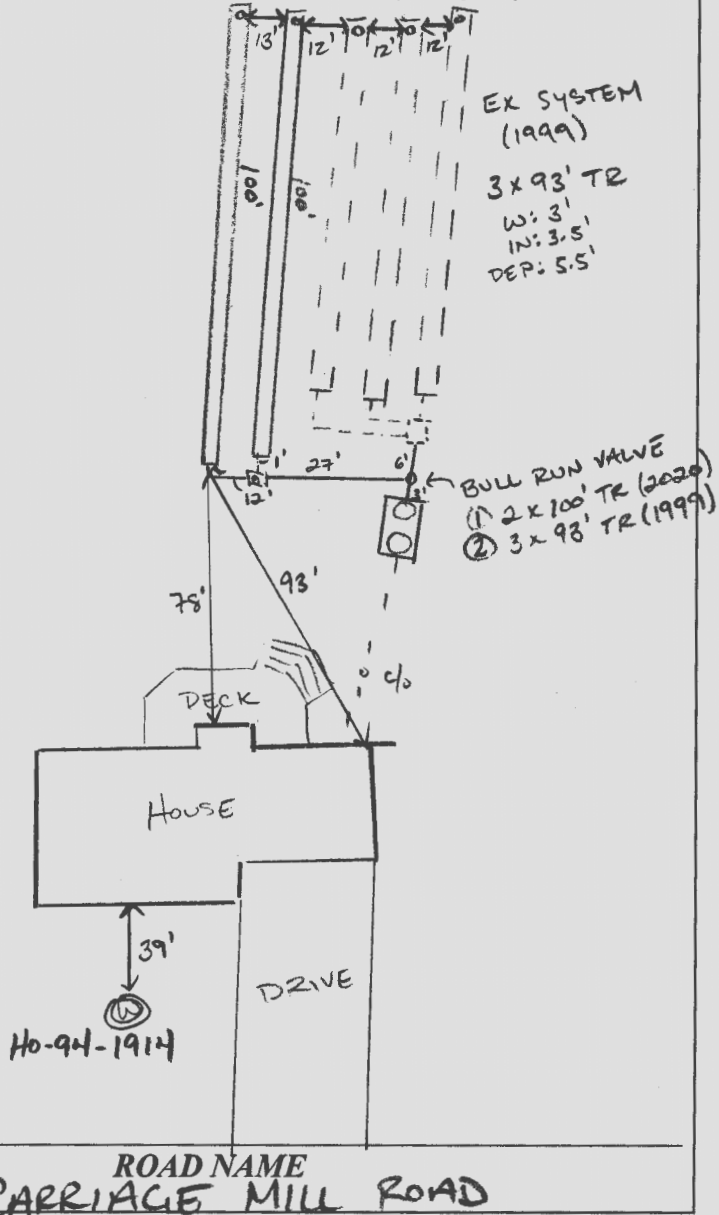 13'
12'
12'
12'
EX SYSTEM
(1999)
3 x 93' TR
W: 3'
IN: 3.5'
DEP: 5.5'
100'
100'
1'
27'
6'
12'
3'
BULL RUN VALVE
① 2 x 100' TR (2020)
② 3 x 93' TR (1999)
78'
93'
c/o
DECK
HOUSE
39'
W
HO-94-1914
DRIVE
ROAD NAME
CARRIAGE MILL ROAD